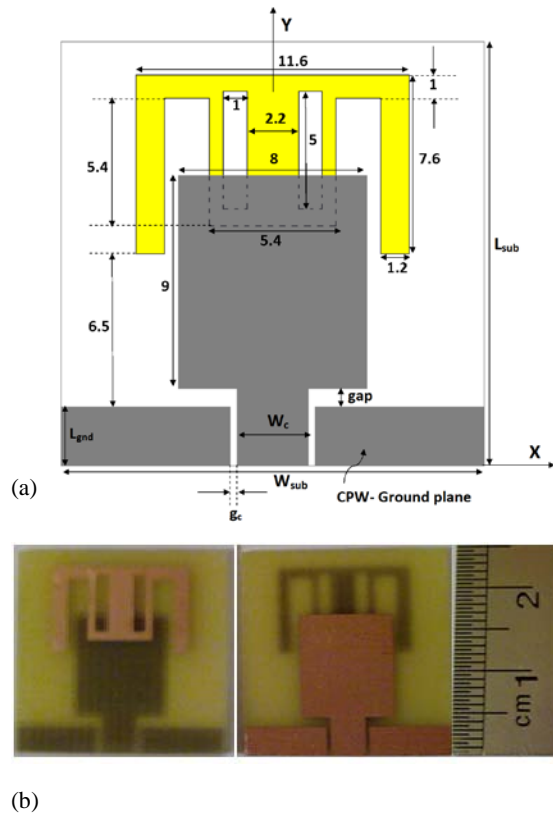 (a)
Y
11.6
1
1
2.2
5
8
5.4
7.6
5.4
1.2
9
6.5
Lsub
gap
Wc
Lgnd
X
Wsub
CPW- Ground plane
gc
2
1
cm
(b)